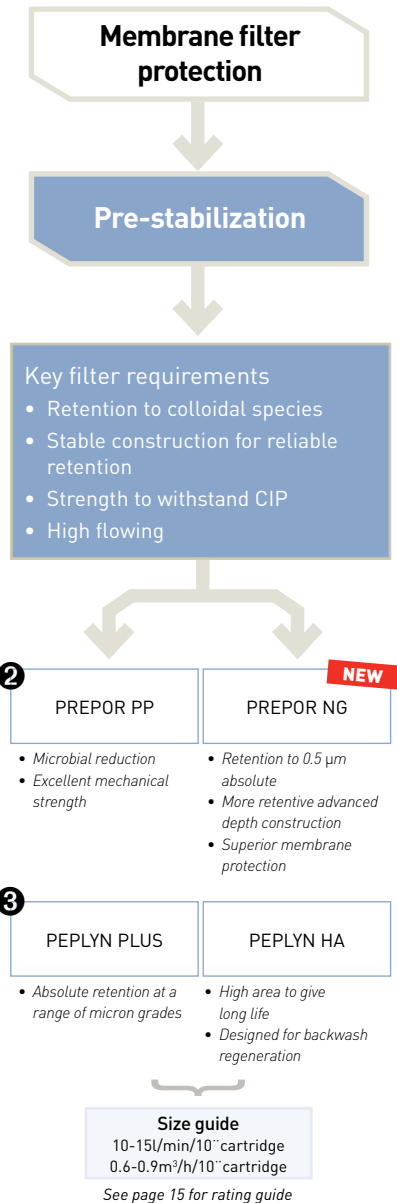 Membrane filter
protection
Pre-stabilization
Key filter requirements
• Retention to colloidal species
• Stable construction for reliable
retention
• Strength to withstand CIP
• High flowing
2
NEW
PREPOR PP
PREPOR NG
• Microbial reduction
• Excellent mechanical
strength
• Retention to 0.5 µm
absolute
• More retentive advanced
depth construction
• Superior membrane
protection
3
PEPLYN PLUS
PEPLYN HA
• Absolute retention at a
range of micron grades
• High area to give
long life
• Designed for backwash
regeneration
Size guide
10-15l/min/10¨cartridge
0.6-0.9m³/h/10¨cartridge
See page 15 for rating guide